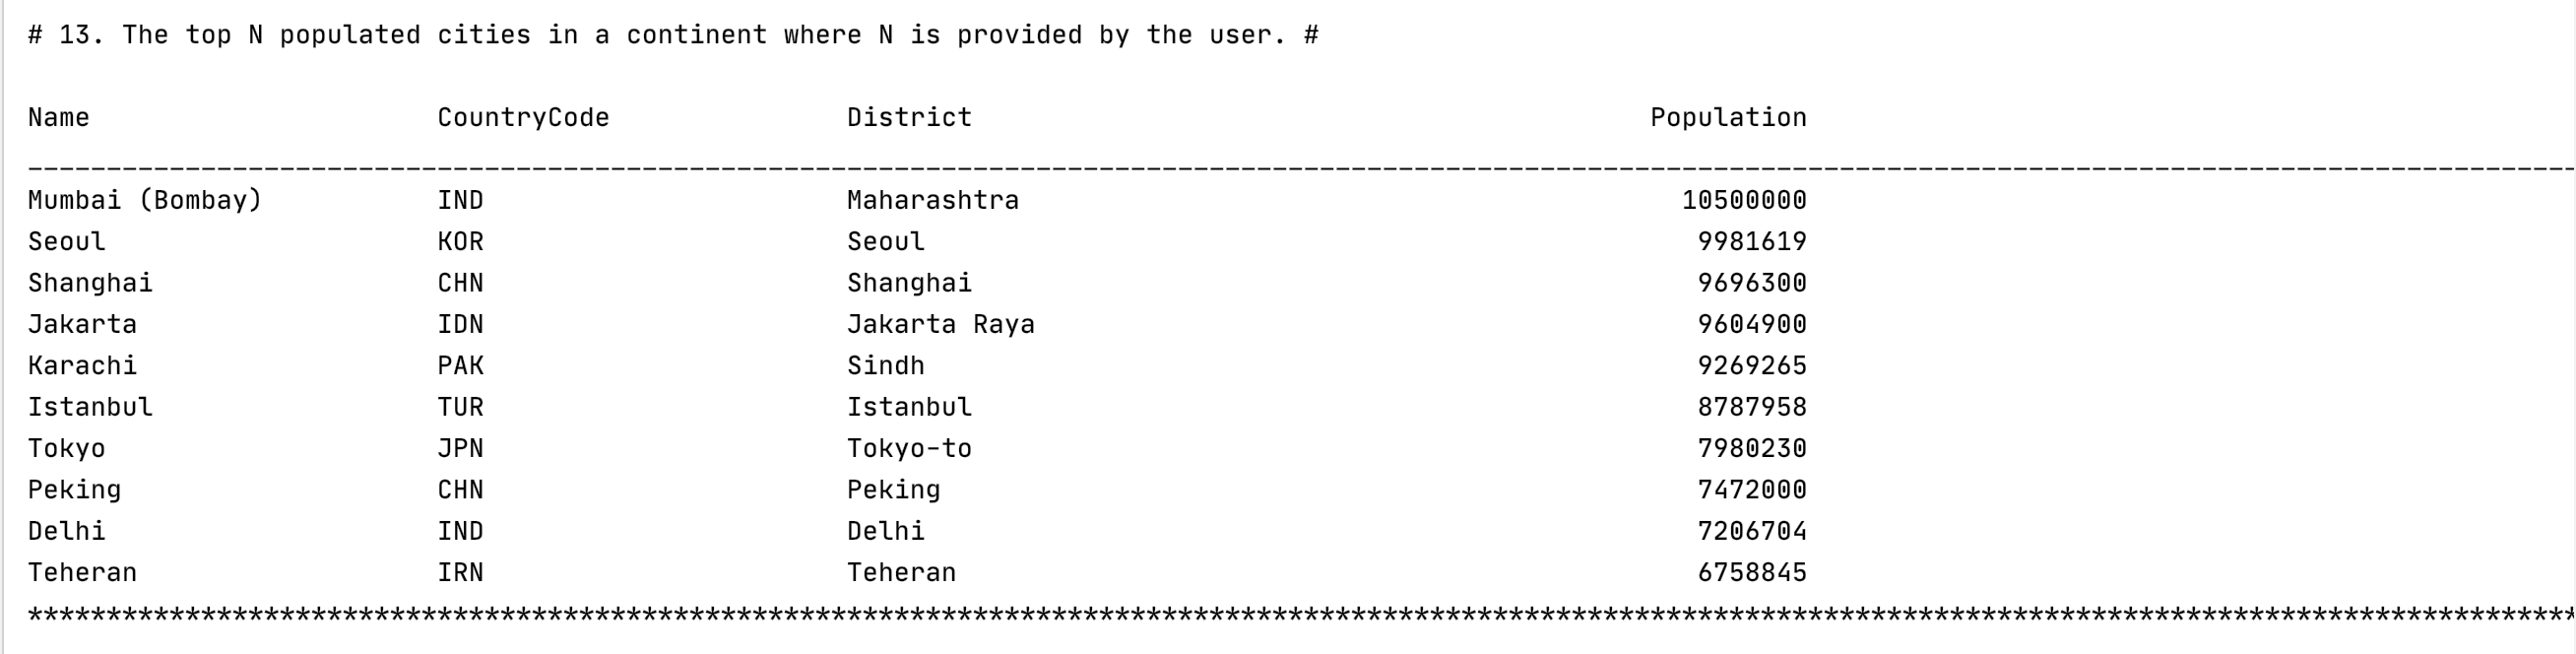 # 13. The top N populated cities in a continent where N is provided by the user. #
Name CountryCode District Population
----------------------------------------------------------------------------------------------------------------------------------------------------------------------
Mumbai (Bombay) IND Maharashtra 10500000
Seoul KOR Seoul 9981619
Shanghai CHN Shanghai 9696300
Jakarta IDN Jakarta Raya 9604900
Karachi PAK Sindh 9269265
Istanbul TUR Istanbul 8787958
Tokyo JPN Tokyo-to 7980230
Peking CHN Peking 7472000
Delhi IND Delhi 7206704
Teheran IRN Teheran 6758845
******************************************************************************************************************************************************************